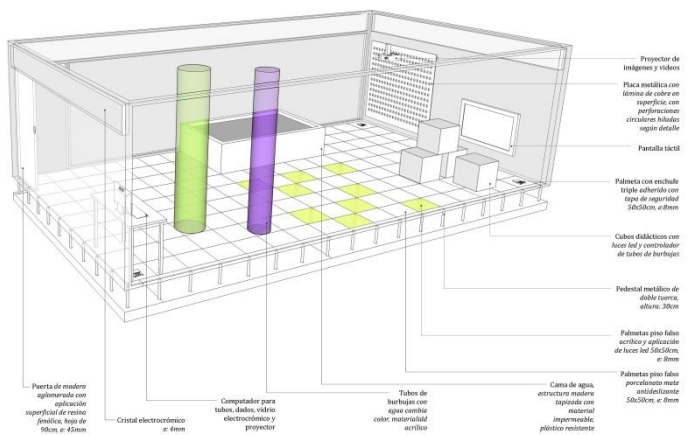 Proyector de
imágenes y videos
Placa metálica con
lámina de cobre en
superficie, con
perforaciones
circulares hiladas
según detalle
Pantalla táctil
Palmeta con enchufe
triple adherido con
tapa de seguridad
50x50cm, e:8mm
Cubos didácticos con
luces led y controlador
de tubos de burbujas
Pedestal metálico de
doble tuerca,
altura: 30cm
Palmetas piso falso
acrílico y aplicación
de luces led 50x50cm,
e: 8mm
Palmetas piso falso
porcelanato mate
antideslizante
50x50cm, e: 8mm
Puerta de madera
aglomerada con
aplicación
superficial de resina
fenólica, hoja de
90cm, e: 45mm
Cristal electrocrómico
e: 4mm
Computador para
tubos, dados, vidrio
electrocrómico y
proyector
Tubos de
burbujas con
agua cambia
color, materialidd
acrílico
Cama de agua,
estructura madera
tapizada con
material
impermeable,
plástico resistente